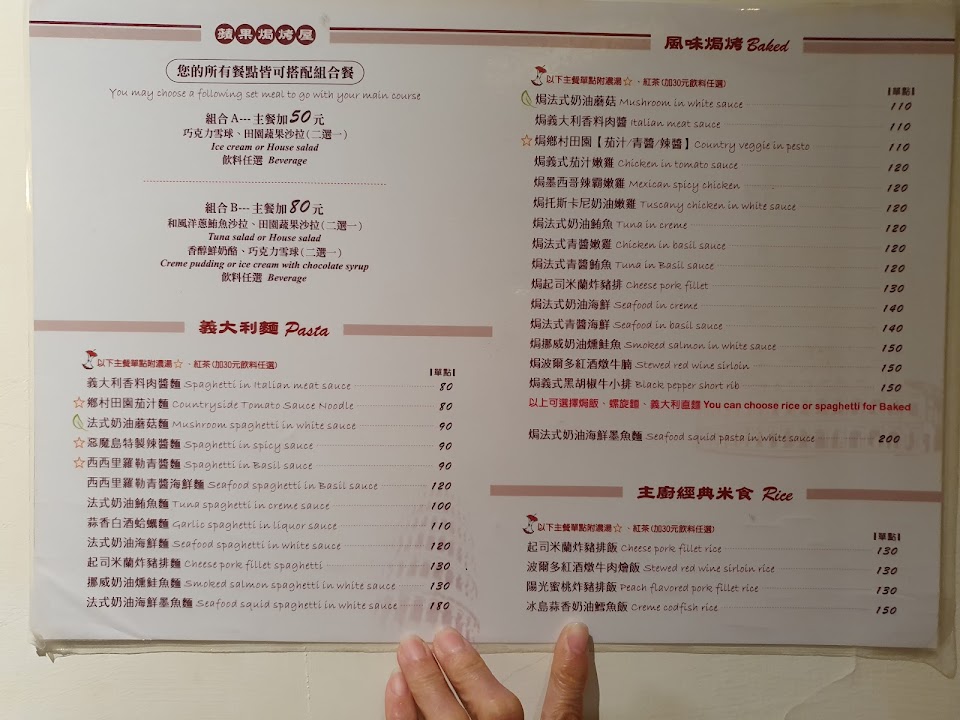 蘋果焗烤屋
您的所有餐點皆可搭配組合餐
You may choose a following set meal to go with your main course
組合 A--- 主餐加50元
巧克力雪球、田園蔬果沙拉(二選一)
Ice cream or House salad
飲料任選 Beverage
組合 B--- 主餐加80元
和風洋蔥鮪魚沙拉、田園蔬果沙拉(二選一)
Tuna salad or House salad
香醇鮮奶酪、巧克力雪球(二選一)
Creme pudding or ice cream with chocolate syrup
飲料任選 Beverage
義大利麵 Pasta
以下主餐單點附濃湯☆、紅茶(加30元飲料任選)
單點
義大利香料肉醬麵 Spaghetti in Italian meat sauce 80
☆鄉村田園茄汁麵 Countryside Tomato Sauce Noodle 80
法式奶油蘑菇麵 Mushroom spaghetti in white sauce 90
☆惡魔島特製辣醬麵 Spaghetti in spicy sauce 90
☆西西里羅勒青醬麵 Spaghetti in Basil sauce 90
西西里青醬海鮮麵 Seafood spaghetti in Basil sauce 120
法式奶油鮪魚麵 Tuna spaghetti in creme sauce 100
蒜香白酒蛤蠣麵 Garlic spaghetti in liquor sauce 110
法式奶油海鮮麵 Seafood spaghetti in white sauce 120
起司米蘭炸豬排麵 Cheese pork fillet spaghetti 130
挪威奶油燻鮭魚麵 Smoked salmon spaghetti in white sauce 130
法式奶油海鮮墨魚麵 Seafood squid spaghetti in white sauce 180
風味焗烤 Baked
以下主餐單點附濃湯☆、紅茶(加30元飲料任選)
單點
焗法式奶油蘑菇 Mushroom in white sauce 110
焗義大利香料肉醬 Italian meat sauce 110
☆焗鄉村田園【茄汁/青醬/辣醬】Country veggie in pesto 110
焗義式茄汁嫩雞 Chicken in tomato sauce 120
焗墨西哥辣霸嫩雞 Mexican spicy chicken 120
焗托斯卡尼奶油嫩雞 Tuscany chicken in white sauce 120
焗法式奶油鮪魚 Tuna in creme 120
焗法式青醬嫩雞 Chicken in basil sauce 120
焗法式青醬鮪魚 Tuna in Basil sauce 120
焗起司米蘭炸豬排 Cheese pork fillet 130
焗法式奶油海鮮 Seafood in creme 140
焗法式青醬海鮮 Seafood in basil sauce 140
焗挪威奶油燻鮭魚 Smoked salmon in white sauce 150
焗波爾多紅酒燉牛腩 Stewed red wine sirloin 150
焗義式黑胡椒牛小排 Black pepper short rib 150
以上可選擇焗飯、螺旋麵、義大利直麵 You can choose rice or spaghetti for Baked
焗法式奶油海鮮墨魚麵 Seafood squid pasta in white sauce 200
主廚經典米食 Rice
以下主餐單點附濃湯☆、紅茶(加30元飲料任選)
單點
起司米蘭炸豬排飯 Cheese pork fillet rice 130
波爾多紅酒燉牛肉燴飯 Stewed red wine sirloin rice 130
陽光蜜桃炸豬排飯 Peach flavored pork fillet rice 130
冰島蒜香奶油鱈魚飯 Creme codfish rice 150